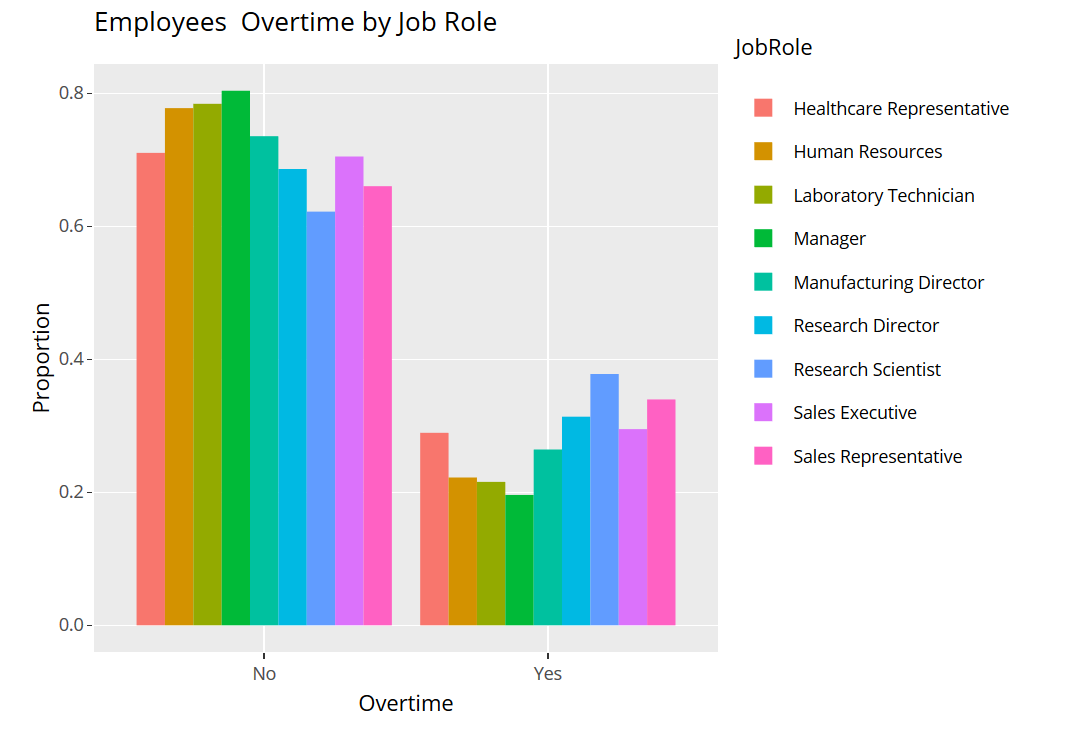 Employees  Overtime by Job Role
JobRole
Healthcare Representative
Human Resources
Laboratory Technician
Manager
Manufacturing Director
Research Director
Research Scientist
Sales Executive
Sales Representative
Proportion
0.8
0.6
0.4
0.2
0.0
No
Yes
Overtime